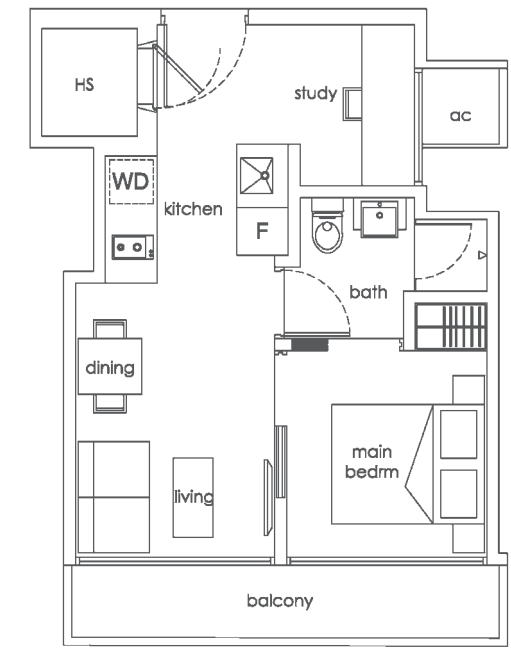 HS
study
ac
WD
kitchen
F
bath
dining
main
bedrm
living
balcony